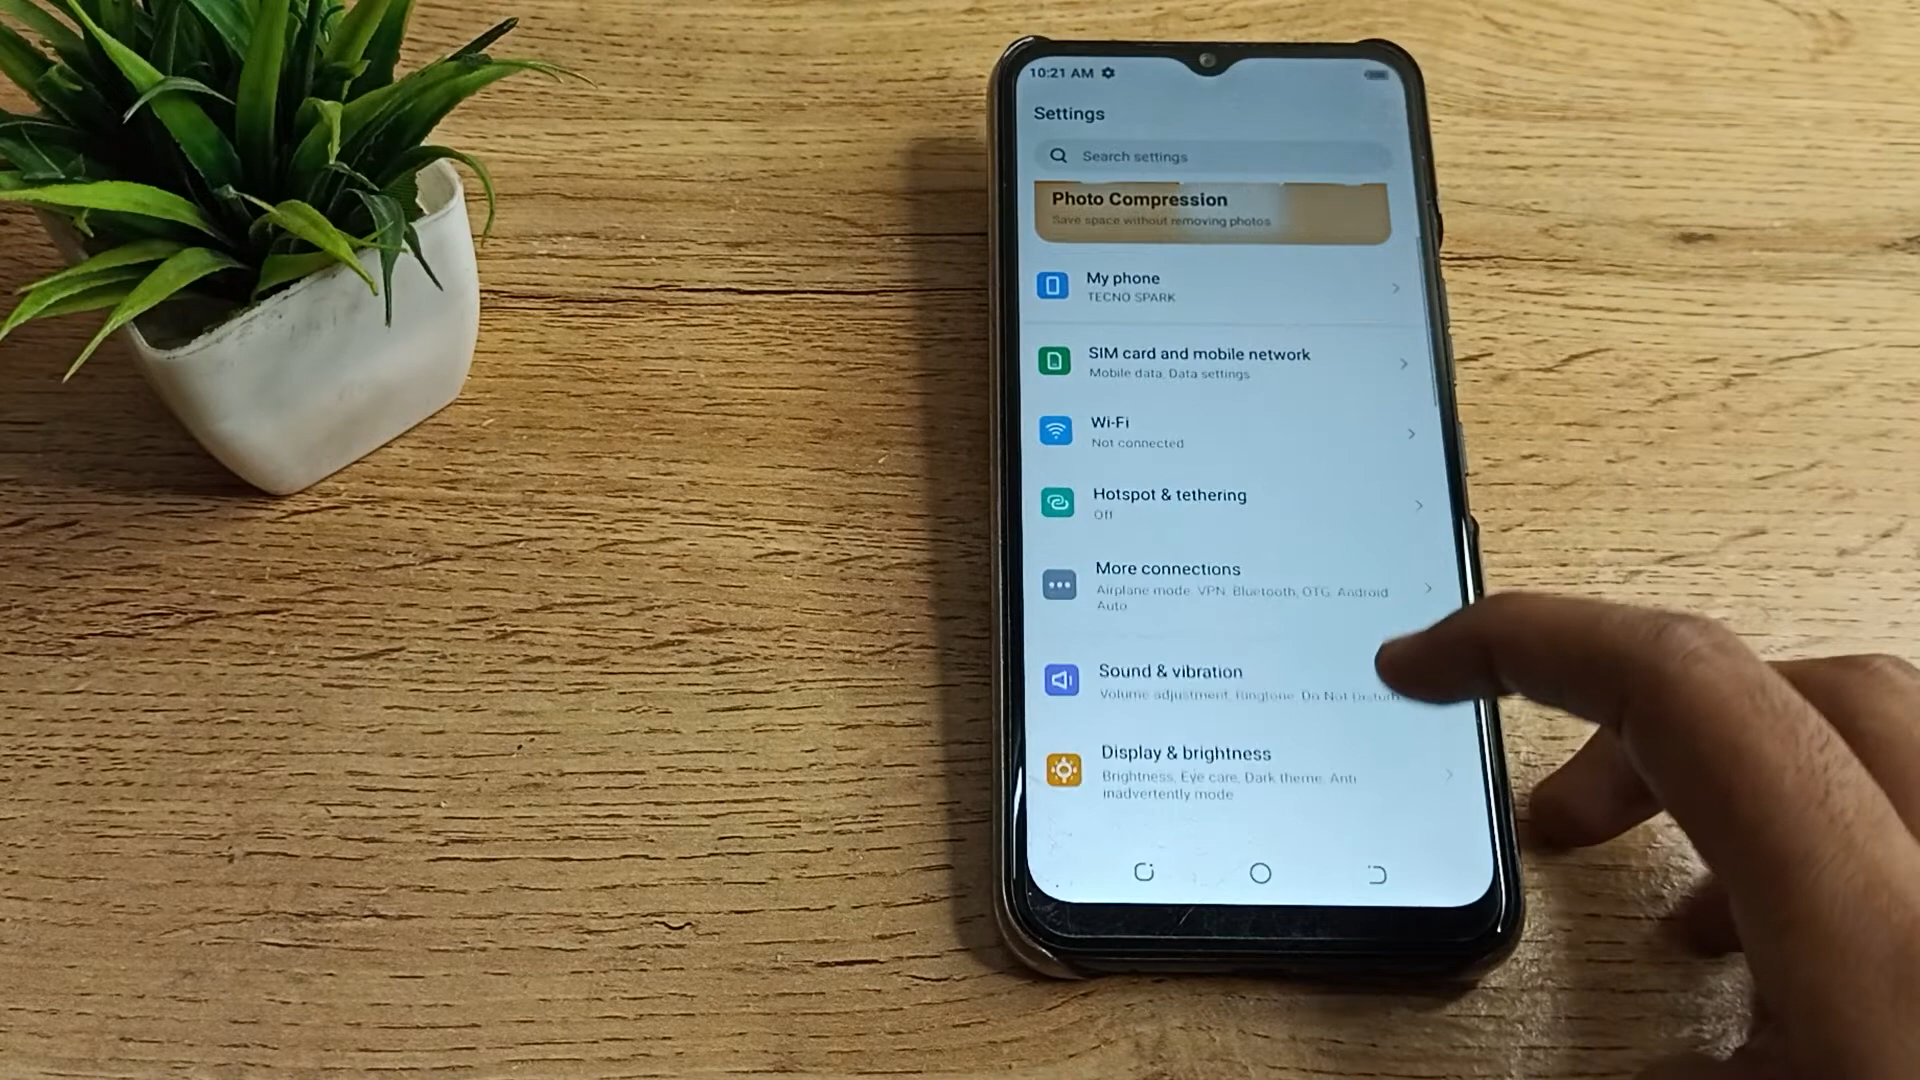 10:21 AM
Settings
Search settings
Photo Compression
Save space without removing photos
My phone
TECNO SPARK
SIM card and mobile network
Mobile data, Data settings
Wi-Fi
Not connected
Hotspot & tethering
Off
More connections
Airplane mode, VPN, Bluetooth, OTG, Android
Auto
Sound & vibration
Volume adjustment, Ringtone, Do Not Disturb
Display & brightness
Brightness, Eye care, Dark theme, Anti
inadvertently mode